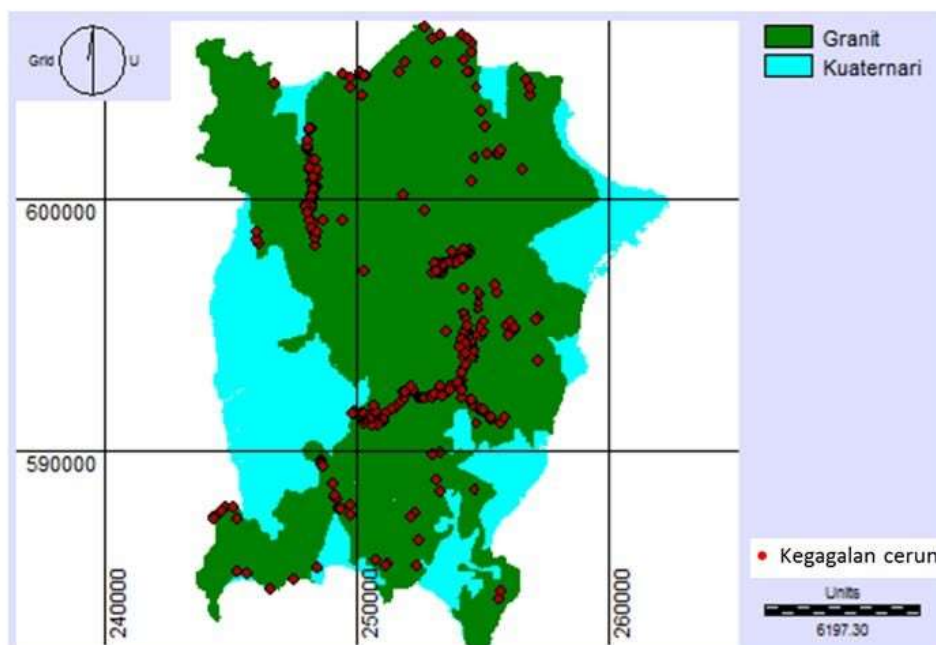 Grid
U
Granit
Kuaternari
600000
590000
240000
250000
260000
Kegagalan cerun
Units
6197.30